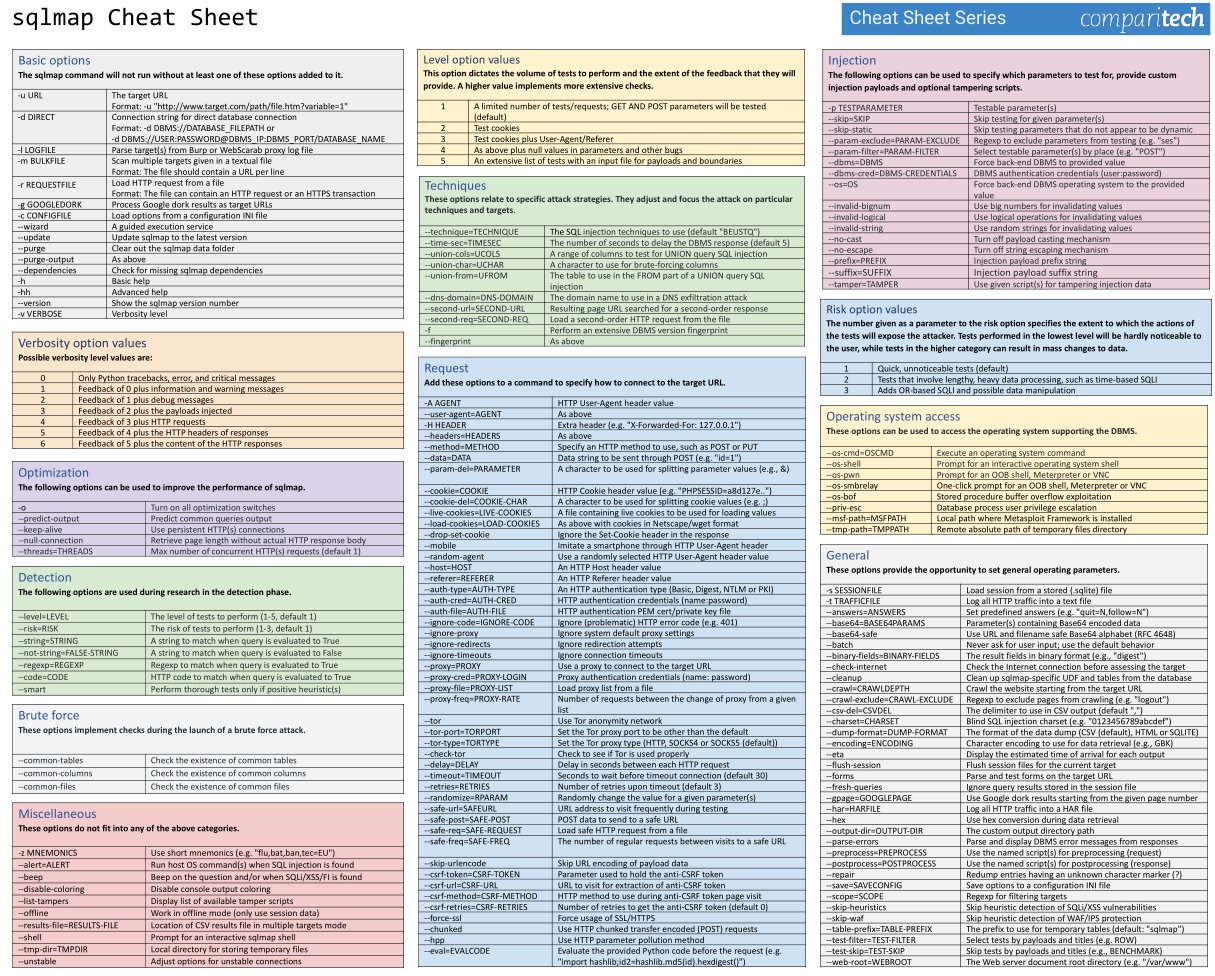 sqlmap Cheat Sheet
Cheat Sheet Series comparitech
Basic options
The sqlmap command will not run without at least one of these options added to it.
-u URL The target URL
Format: -u "http://www.target.com/path/file.htm?variable=1"
-d DIRECT Connection string for direct database connection
Format: -d DBMS://DATABASE_FILEPATH or
-d DBMS://USER:PASSWORD@DBMS_IP:DBMS_PORT/DATABASE_NAME
-l LOGFILE Parse target(s) from Burp or WebScarab proxy log file
-m BULKFILE Scan multiple targets given in a textual file
Format: The file should contain a URL per line
-r REQUESTFILE Load HTTP request from a file
Format: The file can contain an HTTP request or an HTTPS transaction
-g GOOGLEDORK Process Google dork results as target URLs
-c CONFIGFILE Load options from a configuration INI file
--wizard A guided execution service
--update Update sqlmap to the latest version
--purge Clear out the sqlmap data folder
--purge-output As above
--dependencies Check for missing sqlmap dependencies
-h Basic help
-hh Advanced help
--version Show the sqlmap version number
-v VERBOSE Verbosity level
Verbosity option values
Possible verbosity level values are:
0 Only Python tracebacks, error, and critical messages
1 Feedback of 0 plus information and warning messages
2 Feedback of 1 plus debug messages
3 Feedback of 2 plus the payloads injected
4 Feedback of 3 plus HTTP requests
5 Feedback of 4 plus the HTTP headers of responses
6 Feedback of 5 plus the content of the HTTP responses
Optimization
The following options can be used to improve the performance of sqlmap.
-o Turn on all optimization switches
--predict-output Predict common queries output
--keep-alive Use persistent HTTP(s) connections
--null-connection Retrieve page length without actual HTTP response body
--threads=THREADS Max number of concurrent HTTP(s) requests (default 1)
Detection
The following options are used during research in the detection phase.
--level=LEVEL The level of tests to perform (1-5, default 1)
--risk=RISK The risk of tests to perform (1-3, default 1)
--string=STRING A string to match when query is evaluated to True
--not-string=FALSE-STRING A string to match when query is evaluated to False
--regexp=REGEXP Regexp to match when query is evaluated to True
--code=CODE HTTP code to match when query is evaluated to True
--smart Perform thorough tests only if positive heuristic(s)
Brute force
These options implement checks during the launch of a brute force attack.
--common-tables Check the existence of common tables
--common-columns Check the existence of common columns
--common-files Check the existence of common files
Miscellaneous
These options do not fit into any of the above categories.
-z MNEMONICS Use short mnemonics (e.g. "flu,bat,ban,tec=EU")
--alert=ALERT Run host OS command(s) when SQL injection is found
--beep Beep on the question and/or when SQLi/XSS/FI is found
--disable-coloring Disable console output coloring
--list-tampers Display list of available tamper scripts
--offline Work in offline mode (only use session data)
--results-file=RESULTS-FILE Location of CSV results file in multiple targets mode
--shell Prompt for an interactive sqlmap shell
--tmp-dir=TMPDIR Local directory for storing temporary files
--unstable Adjust options for unstable connections
Level option values
This option dictates the volume of tests to perform and the extent of the feedback that they will
provide. A higher value implements more extensive checks.
1 A limited number of tests/requests; GET AND POST parameters will be tested
(default)
2 Test cookies
3 Test cookies plus User-Agent/Referer
4 As above plus null values in parameters and other bugs
5 An extensive list of tests with an input file for payloads and boundaries
Techniques
These options relate to specific attack strategies. They adjust and focus the attack on particular
techniques and targets.
--technique=TECHNIQUE The SQL injection techniques to use (default "BEUSTQ")
--time-sec=TIMESEC The number of seconds to delay the DBMS response (default 5)
--union-cols=UCOLS A range of columns to test for UNION query SQL injection
--union-char=UCHAR A character to use for brute-forcing columns
--union-from=UFROM The table to use in the FROM part of a UNION query SQL
injection
--dns-domain=DNS-DOMAIN The domain name to use in a DNS exfiltration attack
--second-url=SECOND-URL Resulting page URL searched for a second-order response
--second-req=SECOND-REQ Load a second-order HTTP request from the file
-f Perform an extensive DBMS version fingerprint
--fingerprint As above
Request
Add these options to a command to specify how to connect to the target URL.
-A AGENT HTTP User-Agent header value
--user-agent=AGENT As above
-H HEADER Extra header (e.g. "X-Forwarded-For: 127.0.0.1")
--headers=HEADERS As above
--method=METHOD Specify an HTTP method to use, such as POST or PUT
--data=DATA Data string to be sent through POST (e.g. "id=1")
--param-del=PARAMETER A character to be used for splitting parameter values (e.g., &)
--cookie=COOKIE HTTP Cookie header value (e.g. "PHPSESSID=a8d127e..")
--cookie-del=COOKIE-CHAR A character to be used for splitting cookie values (e.g. ;)
--live-cookies=LIVE-COOKIES A file containing live cookies to be used for loading values
--load-cookies=LOAD-COOKIES As above with cookies in Netscape/wget format
--drop-set-cookie Ignore the Set-Cookie header in the response
--mobile Imitate a smartphone through HTTP User-Agent header
--random-agent Use a randomly selected HTTP User-Agent header value
--host=HOST An HTTP Host header value
--referer=REFERER An HTTP Referer header value
--auth-type=AUTH-TYPE An HTTP authentication type (Basic, Digest, NTLM or PKI)
--auth-cred=AUTH-CRED HTTP authentication credentials (name:password)
--auth-file=AUTH-FILE HTTP authentication PEM cert/private key file
--ignore-code=IGNORE-CODE Ignore (problematic) HTTP error code (e.g. 401)
--ignore-proxy Ignore system default proxy settings
--ignore-redirects Ignore redirection attempts
--ignore-timeouts Ignore connection timeouts
--proxy=PROXY Use a proxy to connect to the target URL
--proxy-cred=PROXY-LOGIN Proxy authentication credentials (name: password)
--proxy-file=PROXY-LIST Load proxy list from a file
--proxy-freq=PROXY-RATE Number of requests between the change of proxy from a given
list
--tor Use Tor anonymity network
--tor-port=TORPORT Set the Tor proxy port to be other than the default
--tor-type=TORTYPE Set the Tor proxy type (HTTP, SOCKS4 or SOCKS5 (default))
--check-tor Check to see if Tor is used properly
--delay=DELAY Delay in seconds between each HTTP request
--timeout=TIMEOUT Seconds to wait before timeout connection (default 30)
--retries=RETRIES Number of retries upon timeout (default 3)
--randomize=RPARAM Randomly change the value for a given parameter(s)
--safe-url=SAFEURL URL address to visit frequently during testing
--safe-post=SAFE-POST POST data to send to a safe URL
--safe-req=SAFE-REQUEST Load safe HTTP request from a file
--safe-freq=SAFE-FREQ The number of regular requests between visits to a safe URL
--skip-urlencode Skip URL encoding of payload data
--csrf-token=CSRF-TOKEN Parameter used to hold the anti-CSRF token
--csrf-url=CSRF-URL URL to visit for extraction of anti-CSRF token
--csrf-method=CSRF-METHOD HTTP method to use during anti-CSRF token page visit
--csrf-retries=CSRF-RETRIES Number of retries to get the anti-CSRF token (default 0)
--force-ssl Force usage of SSL/HTTPS
--chunked Use HTTP chunked transfer encoded (POST) requests
--hpp Use HTTP parameter pollution method
--eval=EVALCODE Evaluate the provided Python code before the request (e.g.
"import hashlib;id2=hashlib.md5(id).hexdigest()")
Injection
The following options can be used to specify which parameters to test for, provide custom
injection payloads and optional tampering scripts.
-p TESTPARAMETER Testable parameter(s)
--skip=SKIP Skip testing for given parameter(s)
--skip-static Skip testing parameters that do not appear to be dynamic
--param-exclude=PARAM-EXCLUDE Regexp to exclude parameters from testing (e.g. "ses")
--param-filter=PARAM-FILTER Select testable parameter(s) by place (e.g. "POST")
--dbms=DBMS Force back-end DBMS to provided value
--dbms-cred=DBMS-CREDENTIALS DBMS authentication credentials (user:password)
--os=OS Force back-end DBMS operating system to the provided
value
--invalid-bignum Use big numbers for invalidating values
--invalid-logical Use logical operations for invalidating values
--invalid-string Use random strings for invalidating values
--no-cast Turn off payload casting mechanism
--no-escape Turn off string escaping mechanism
--prefix=PREFIX Injection payload prefix string
--suffix=SUFFIX Injection payload suffix string
--tamper=TAMPER Use given script(s) for tampering injection data
Risk option values
The number given as a parameter to the risk option specifies the extent to which the actions of
the tests will expose the attacker. Tests performed in the lowest level will be hardly noticeable to
the user, while tests in the higher category can result in mass changes to data.
1 Quick, unnoticeable tests (default)
2 Tests that involve lengthy, heavy data processing, such as time-based SQLI
3 Adds OR-based SQLI and possible data manipulation
Operating system access
These options can be used to access the operating system supporting the DBMS.
--os-cmd=OSCMD Execute an operating system command
--os-shell Prompt for an interactive operating system shell
--os-pwn Prompt for an OOB shell, Meterpreter or VNC
--os-smbrelay One-click prompt for an OOB shell, Meterpreter or VNC
--os-bof Stored procedure buffer overflow exploitation
--priv-esc Database process user privilege escalation
--msf-path=MSFPATH Local path where Metasploit Framework is installed
--tmp-path=TMPPATH Remote absolute path of temporary files directory
General
These options provide the opportunity to set general operating parameters.
-s SESSIONFILE Load session from a stored (.sqlite) file
-t TRAFFICFILE Log all HTTP traffic into a text file
--answers=ANSWERS Set predefined answers (e.g. "quit=N,follow=N")
--base64=BASE64PARAMS Parameter(s) containing Base64 encoded data
--base64-safe Use URL and filename safe Base64 alphabet (RFC 4648)
--batch Never ask for user input; use the default behavior
--binary-fields=BINARY-FIELDS The result fields in binary format (e.g., "digest")
--check-internet Check the Internet connection before assessing the target
--cleanup Clean up sqlmap-specific UDF and tables from the database
--crawl=CRAWLDEPTH Crawl the website starting from the target URL
--crawl-exclude=CRAWL-EXCLUDE Regexp to exclude pages from crawling (e.g. "logout")
--csv-del=CSVDEL The delimiter to use in CSV output (default ",")
--charset=CHARSET Blind SQL injection charset (e.g. "0123456789abcdef")
--dump-format=DUMP-FORMAT The format of the data dump (CSV (default), HTML or SQLITE)
--encoding=ENCODING Character encoding to use for data retrieval (e.g., GBK)
--eta Display the estimated time of arrival for each output
--flush-session Flush session files for the current target
--forms Parse and test forms on the target URL
--fresh-queries Ignore query results stored in the session file
--gpage=GOOGLEPAGE Use Google dork results starting from the given page number
--har=HARFILE Log all HTTP traffic into a HAR file
--hex Use hex conversion during data retrieval
--output-dir=OUTPUT-DIR The custom output directory path
--parse-errors Parse and display DBMS error messages from responses
--preprocess=PREPROCESS Use the named script(s) for preprocessing (request)
--postprocess=POSTPROCESS Use the named script(s) for postprocessing (response)
--repair Redump entries having an unknown character marker (?)
--save=SAVECONFIG Save options to a configuration INI file
--scope=SCOPE Regexp for filtering targets
--skip-heuristics Skip heuristic detection of SQLi/XSS vulnerabilities
--skip-waf Skip heuristic detection of WAF/IPS protection
--table-prefix=TABLE-PREFIX The prefix to use for temporary tables (default: "sqlmap")
--test-filter=TEST-FILTER Select tests by payloads and titles (e.g. ROW)
--test-skip=TEST-SKIP Skip tests by payloads and titles (e.g., BENCHMARK)
--web-root=WEBROOT The Web server document root directory (e.g. "/var/www")